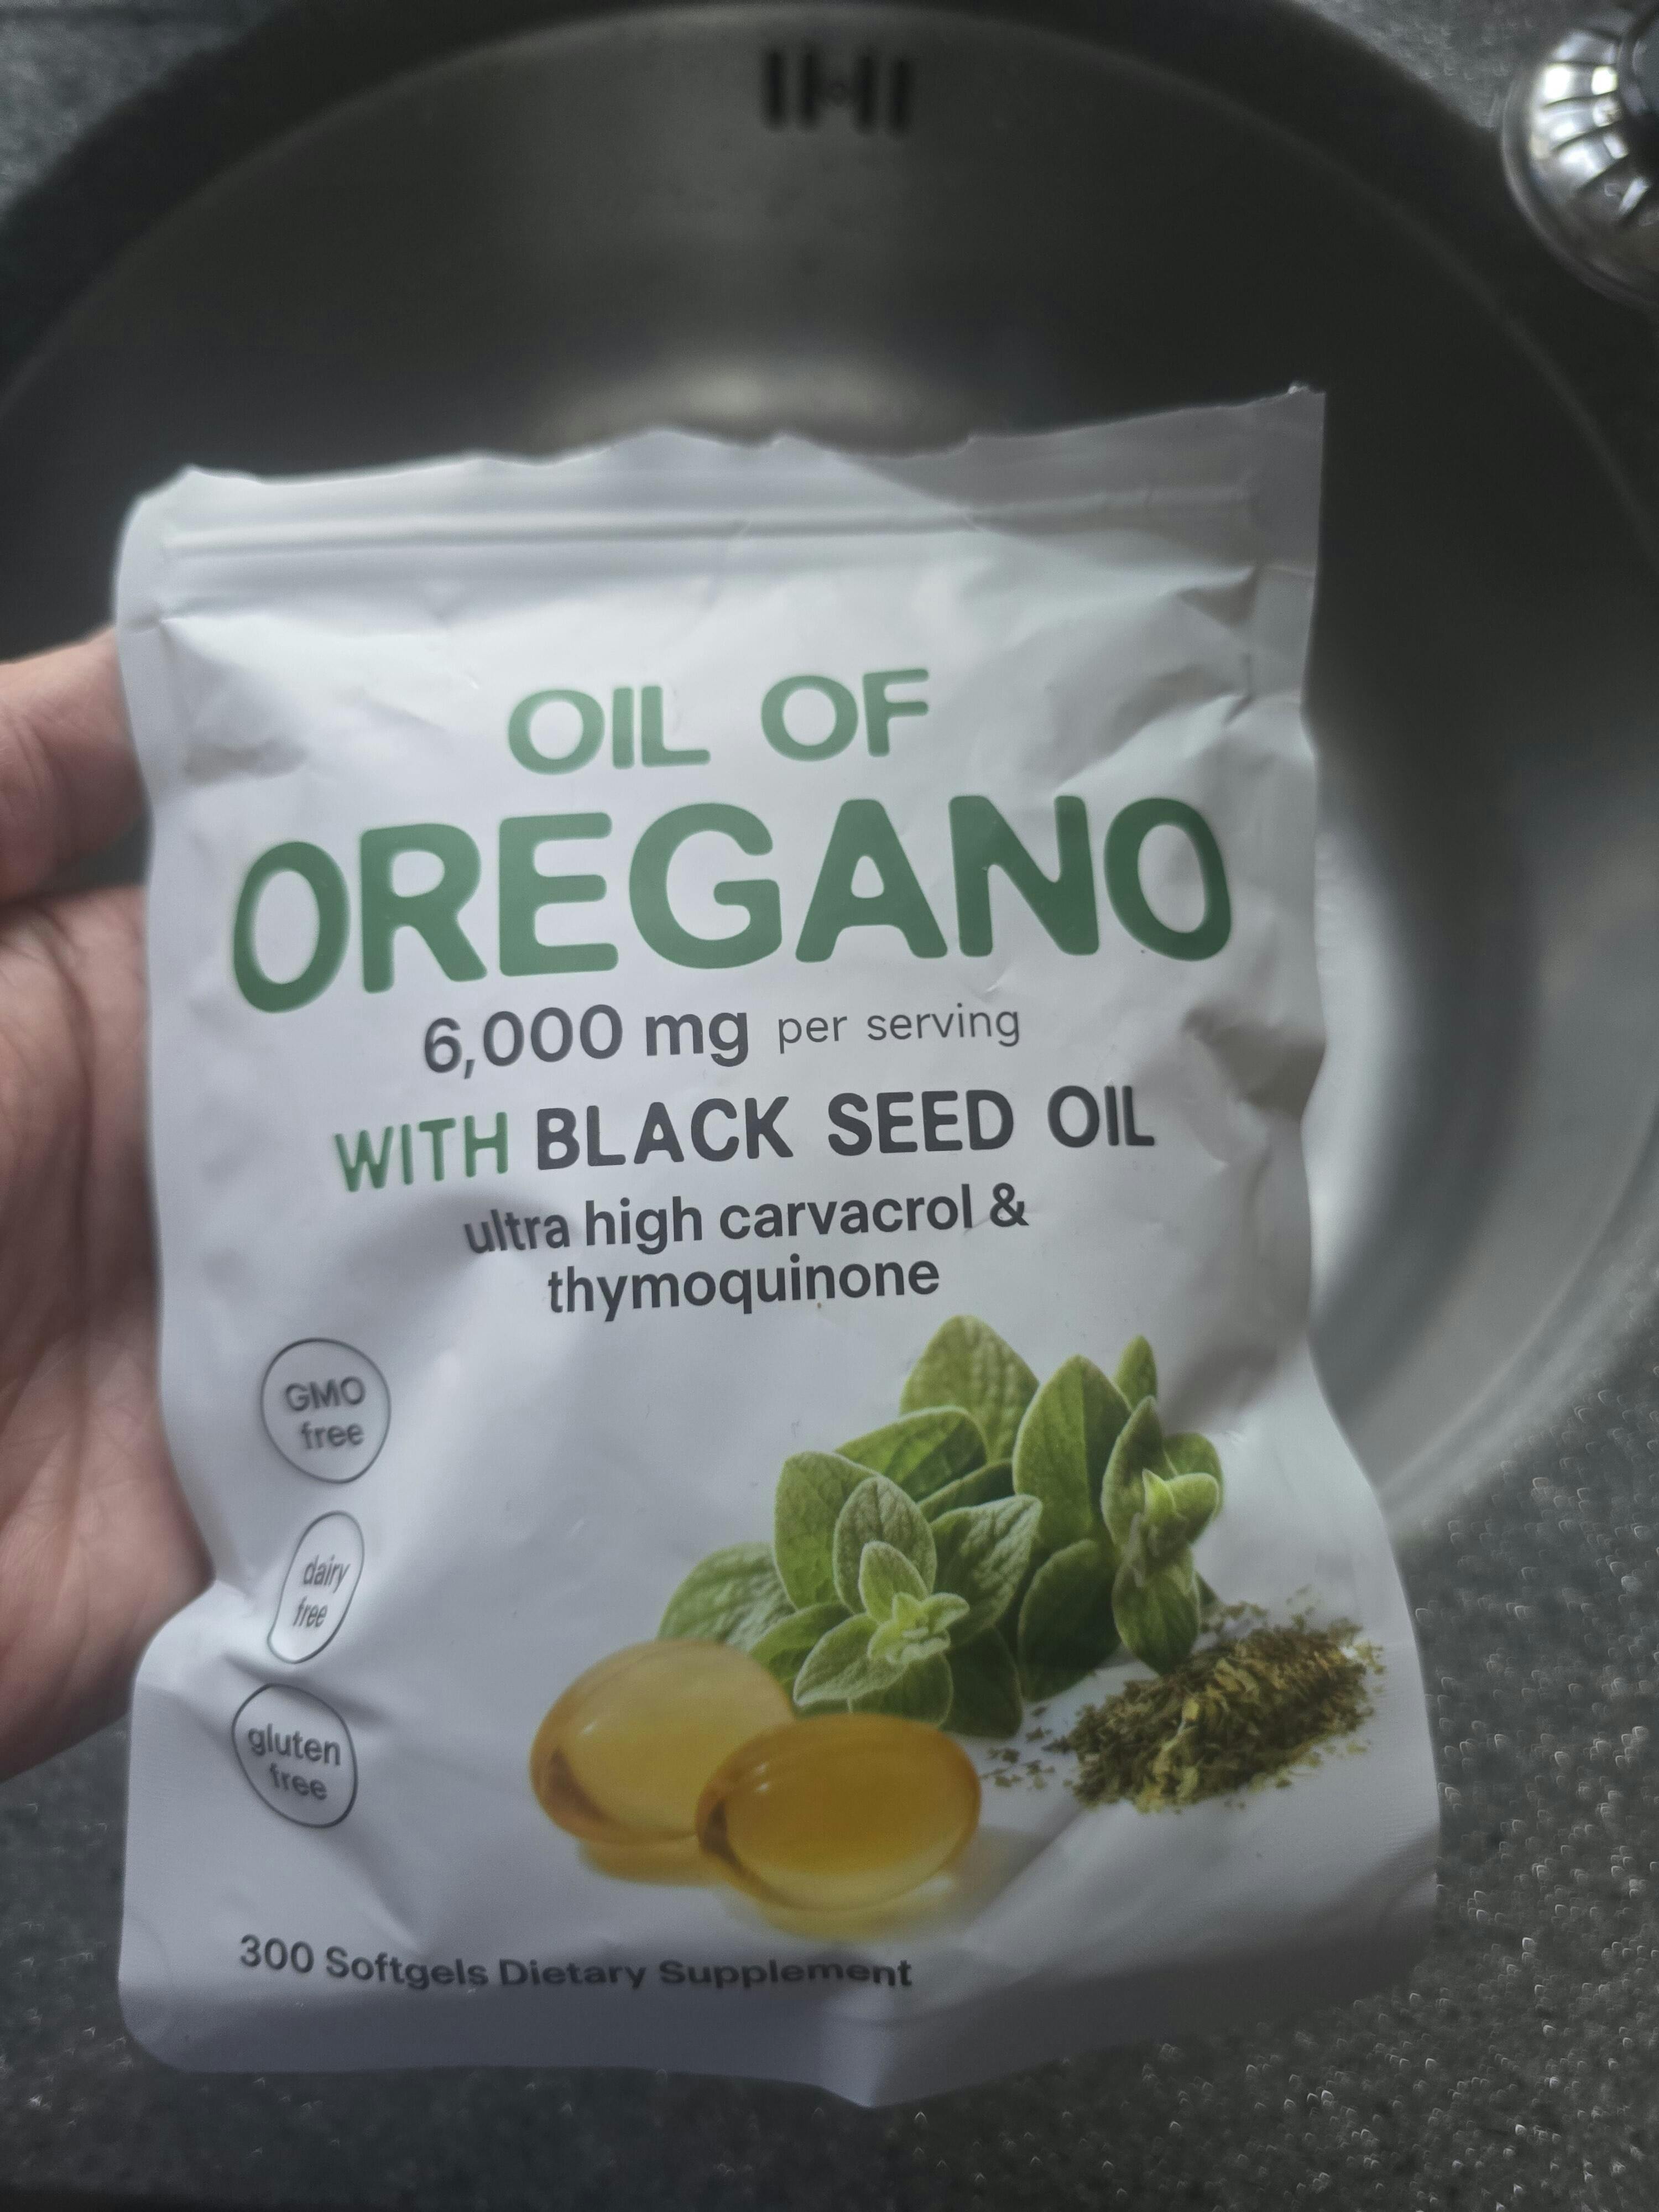 OIL OF
OREGANO
6,000 mg per serving
WITH BLACK SEED OIL
ultra high carvacrol &
thymoquinone
GMO
free
dairy
free
gluten
free
300 Softgels Dietary Supplement